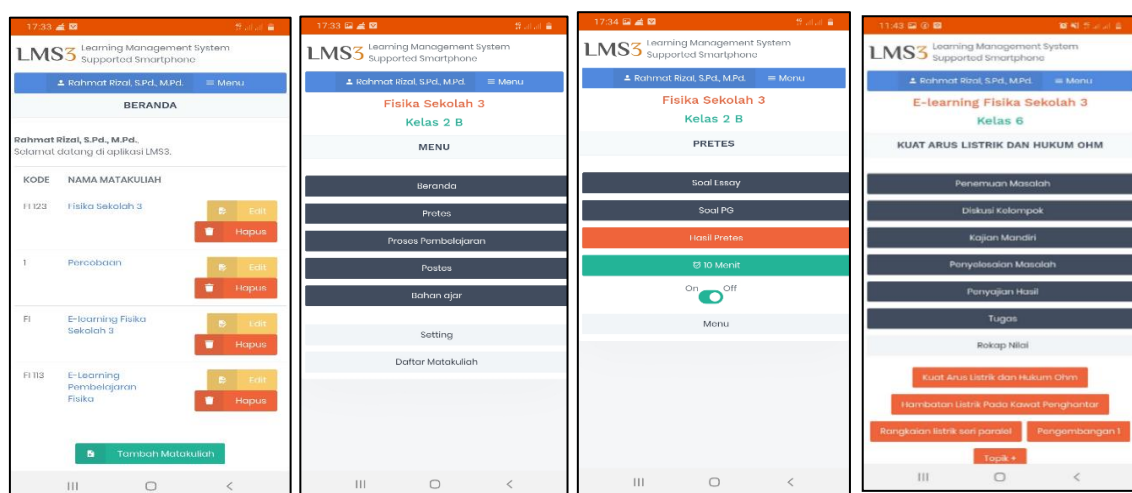 17:33
LMS3 Learning Management System
Supported Smartphone
Rahmat Rizal, S.Pd., M.Pd. Menu
BERANDA
Rahmat Rizal, S.Pd., M.Pd..
Selamat datang di aplikasi LMS3.
KODE NAMA MATAKULIAH
FI 123 Fisika Sekolah 3 Edit
Hapus
1 Percobaan Edit
Hapus
FI E-learning Fisika Edit
Sekolah 3 Hapus
FI 113 E-Learning Edit
Pembelajaran
Fisika Hapus
Tambah Matakuliah
17:33
LMS3 Learning Management System
Supported Smartphone
Rahmat Rizal, S.Pd., M.Pd. Menu
Fisika Sekolah 3
Kelas 2 B
MENU
Beranda
Pretes
Proses Pembelajaran
Postes
Bahan ajar
Setting
Daftar Matakuliah
17:34
LMS3 Learning Management System
Supported Smartphone
Rahmat Rizal, S.Pd., M.Pd. Menu
Fisika Sekolah 3
Kelas 2 B
PRETES
Soal Essay
Soal PG
Hasil Pretes
10 Menit
On Off
Menu
11:43
LMS3 Learning Management System
Supported Smartphone
Rahmat Rizal, S.Pd., M.Pd. Menu
E-learning Fisika Sekolah 3
Kelas 6
KUAT ARUS LISTRIK DAN HUKUM OHM
Penemuan Masalah
Diskusi Kelompok
Kajian Mandiri
Penyelesaian Masalah
Penyajian Hasil
Tugas
Rekap Nilai
Kuat Arus Listrik dan Hukum Ohm
Hambatan Listrik Pada Kawat Penghantar
Rangkaian listrik seri paralel Pengembangan 1
Topik +